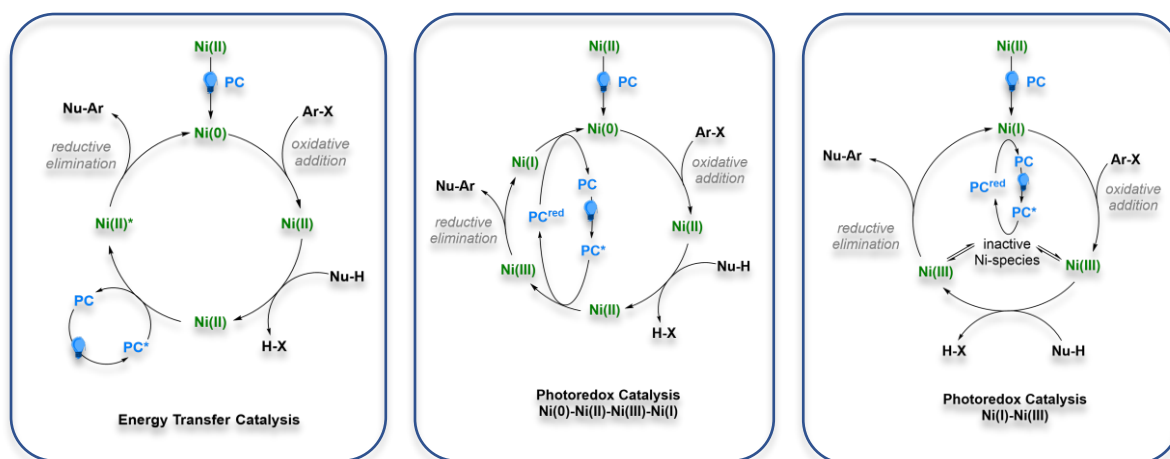 Ni(II)
PC
Nu-Ar
Ni(0)
Ar-X
reductive
elimination
oxidative
addition
Ni(II)*
Ni(II)
Nu-H
PC
Ni(II)
PC*
H-X
Energy Transfer Catalysis
Ni(II)
PC
Ni(0)
Ar-X
Ni(I)
oxidative
addition
PC
Nu-Ar
PCred
reductive
elimination
Ni(II)
PC*
Ni(III)
Nu-H
Ni(II)
H-X
Photoredox Catalysis
Ni(0)-Ni(II)-Ni(III)-Ni(I)
Ni(II)
PC
Ni(I)
Nu-Ar
PC
Ar-X
PCred
oxidative
addition
PC*
reductive
elimination
inactive
Ni-species
Ni(III)
Ni(III)
H-X
Nu-H
Photoredox Catalysis
Ni(I)-Ni(III)